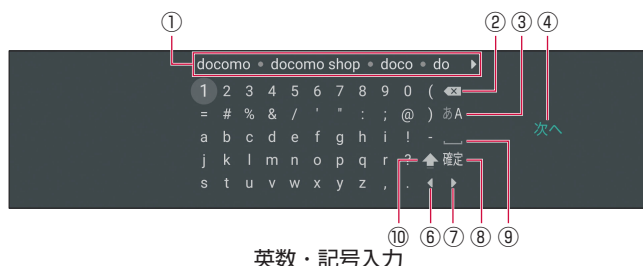 ① ② ③ ④
docomo • docomo shop • doco • do
1 2 3 4 5 6 7 8 9 0 (
= # % & / ' " : ; @ ) あA
次へ
a b c d e f g h i ! -
j k l m n o p q r ? 確定
s t u v w x y z , .
⑩ ⑥ ⑦ ⑧ ⑨
英数・記号入力